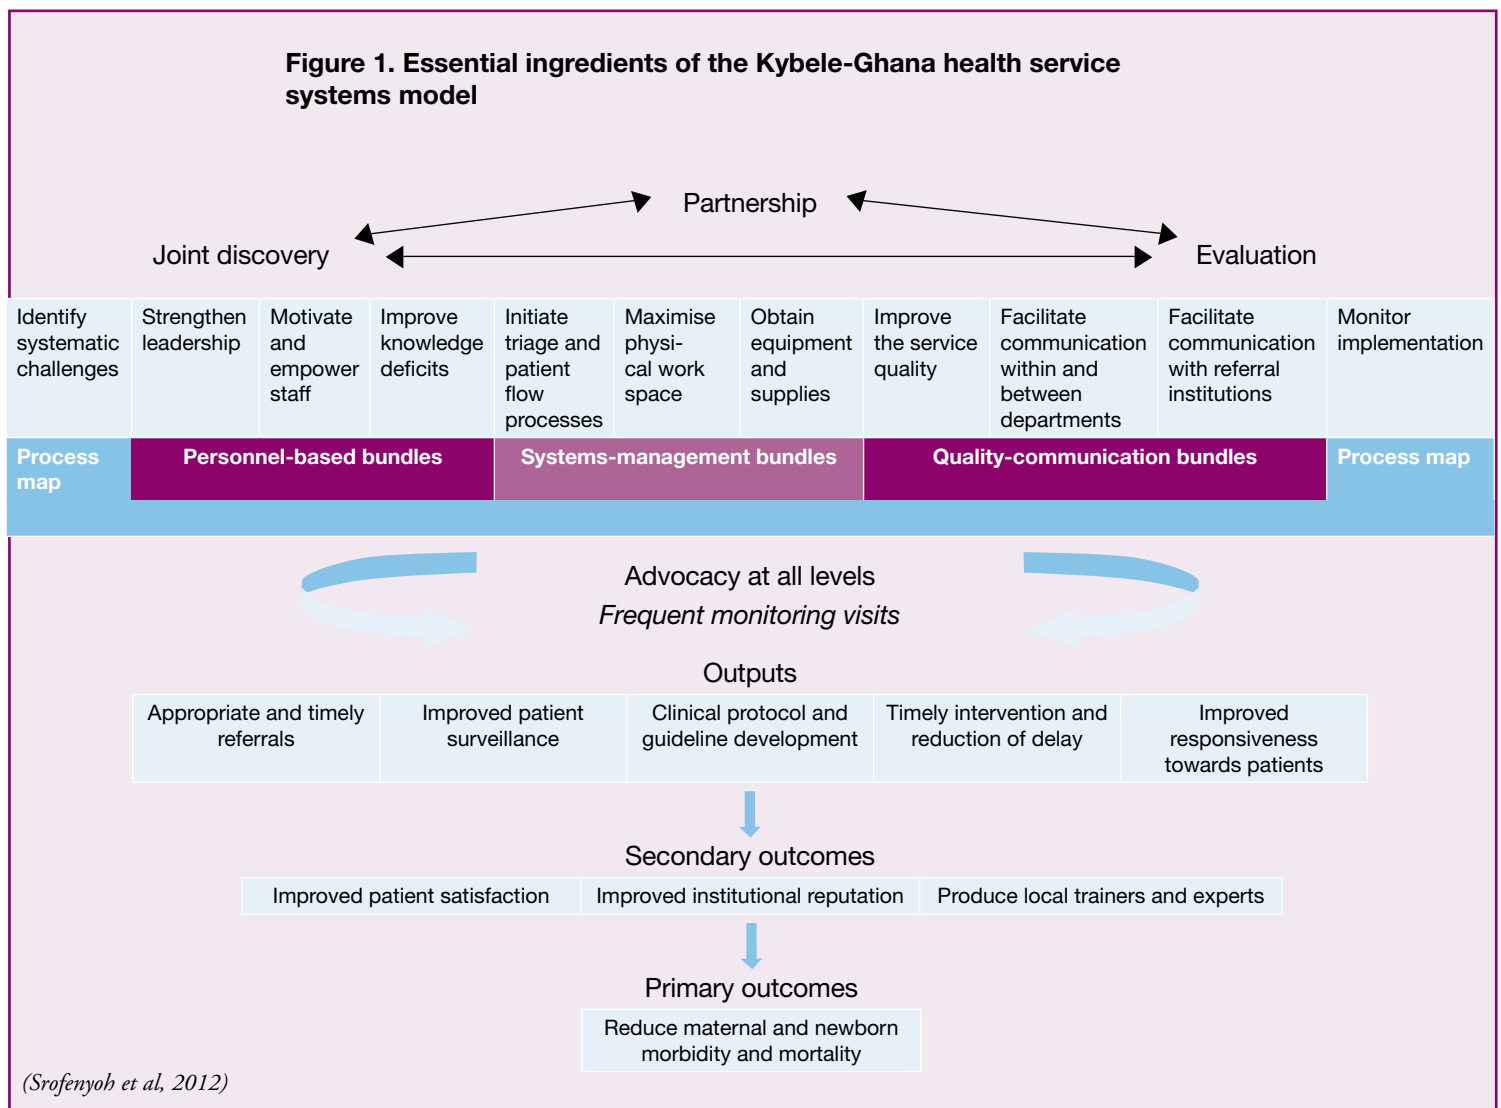 Figure 1. Essential ingredients of the Kybele-Ghana health service
systems model
Partnership
Joint discovery
Evaluation
Identify
systematic
challenges
Strengthen
leadership
Motivate
and
empower
staff
Improve
knowledge
deficits
Initiate
triage and
patient
flow
processes
Maximise
physi-
cal work
space
Obtain
equipment
and
supplies
Improve
the service
quality
Facilitate
communication
within and
between
departments
Facilitate
communication
with referral
institutions
Monitor
implementation
Process
map
Personnel-based bundles
Systems-management bundles
Quality-communication bundles
Process map
Advocacy at all levels
Frequent monitoring visits
Outputs
Appropriate and timely
referrals
Improved patient
surveillance
Clinical protocol and
guideline development
Timely intervention and
reduction of delay
Improved
responsiveness
towards patients
Secondary outcomes
Improved patient satisfaction
Improved institutional reputation
Produce local trainers and experts
Primary outcomes
Reduce maternal and newborn
morbidity and mortality
(Srofenyoh et al, 2012)